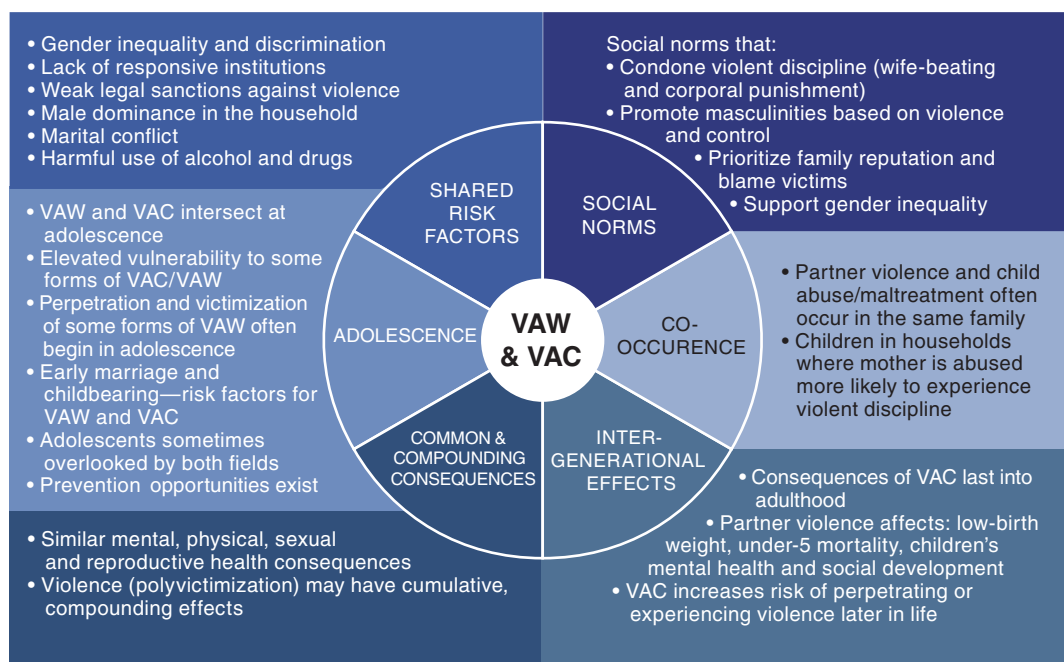 • Gender inequality and discrimination
• Lack of responsive institutions
• Weak legal sanctions against violence
• Male dominance in the household
• Marital conflict
• Harmful use of alcohol and drugs
Social norms that:
• Condone violent discipline (wife-beating
and corporal punishment)
• Promote masculinities based on violence
and control
• Prioritize family reputation and
blame victims
• Support gender inequality
SHARED
RISK
FACTORS
SOCIAL
NORMS
• VAW and VAC intersect at
adolescence
• Elevated vulnerability to some
forms of VAC/VAW
• Perpetration and victimization
of some forms of VAW often
begin in adolescence
• Early marriage and
childbearing—risk factors for
VAW and VAC
• Adolescents sometimes
overlooked by both fields
• Prevention opportunities exist
ADOLESCENCE
VAW
& VAC
CO-
OCCURENCE
• Partner violence and child
abuse/maltreatment often
occur in the same family
• Children in households
where mother is abused
more likely to experience
violent discipline
COMMON &
COMPOUNDING
CONSEQUENCES
INTER-
GENERATIONAL
EFFECTS
• Similar mental, physical, sexual
and reproductive health consequences
• Violence (polyvictimization) may have cumulative,
compounding effects
• Consequences of VAC last into
adulthood
• Partner violence affects: low-birth
weight, under-5 mortality, children’s
mental health and social development
• VAC increases risk of perpetrating or
experiencing violence later in life